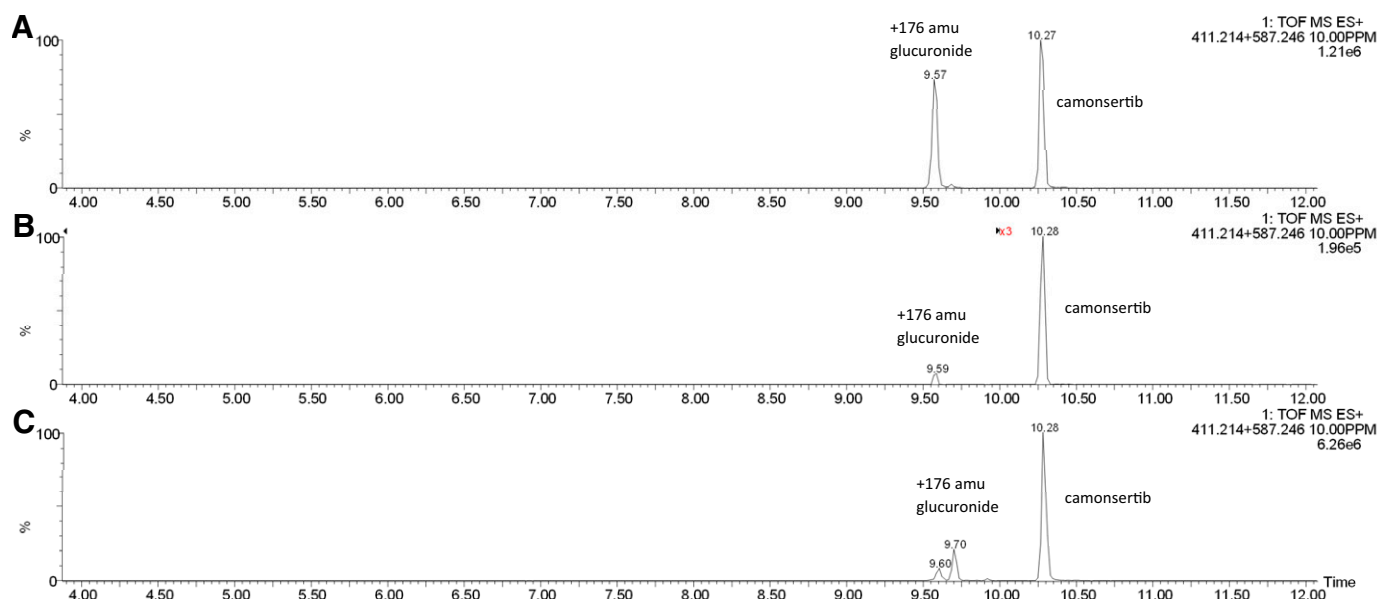 A
+176 amu
glucuronide
9.57
10.27
camonsertib
1: TOF MS ES+
411.214+587.246 10.00PPM
1.21e6
100
%
0
4.00 4.50 5.00 5.50 6.00 6.50 7.00 7.50 8.00 8.50 9.00 9.50 10.00 10.50 11.00 11.50 12.00
B
x3
10.28
camonsertib
+176 amu
glucuronide
9.59
1: TOF MS ES+
411.214+587.246 10.00PPM
1.96e5
100
%
0
4.00 4.50 5.00 5.50 6.00 6.50 7.00 7.50 8.00 8.50 9.00 9.50 10.00 10.50 11.00 11.50 12.00
C
+176 amu
glucuronide
9.60
9.70
10.28
camonsertib
1: TOF MS ES+
411.214+587.246 10.00PPM
6.26e6
100
%
0
Time
4.00 4.50 5.00 5.50 6.00 6.50 7.00 7.50 8.00 8.50 9.00 9.50 10.00 10.50 11.00 11.50 12.00